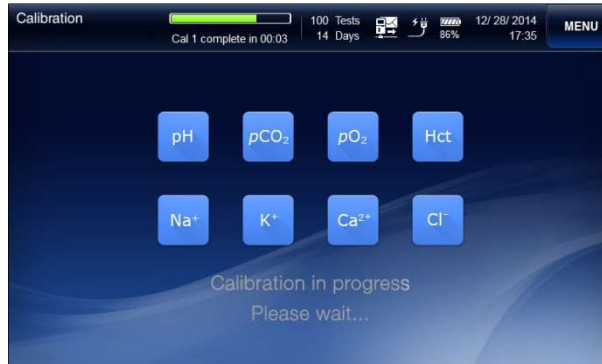 Calibration
Cal 1 complete in 00:03
100 Tests
14 Days
86%
12/ 28/ 2014
17:35
MENU
pH
pCO₂
pO₂
Hct
Na⁺
K⁺
Ca²⁺
Cl⁻
Calibration in progress
Please wait...